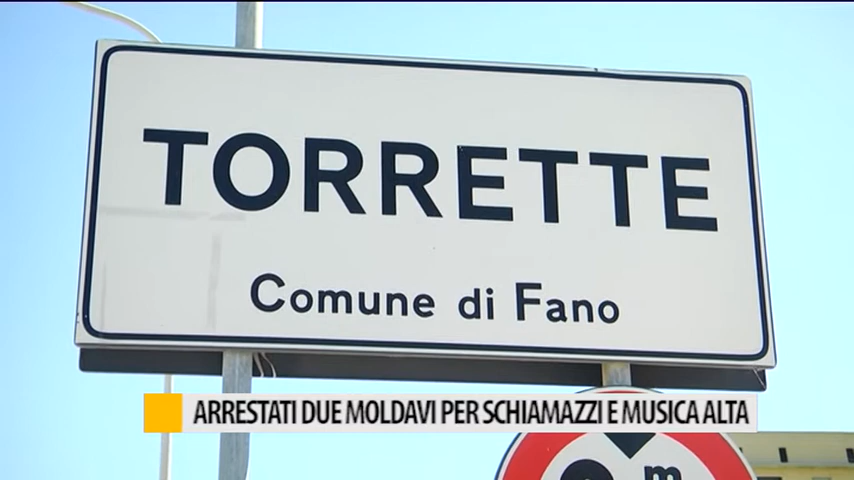 TORRETTE
Comune di Fano
ARRESTATI DUE MOLDAVI PER SCHIAMAZZI E MUSICA ALTA
m